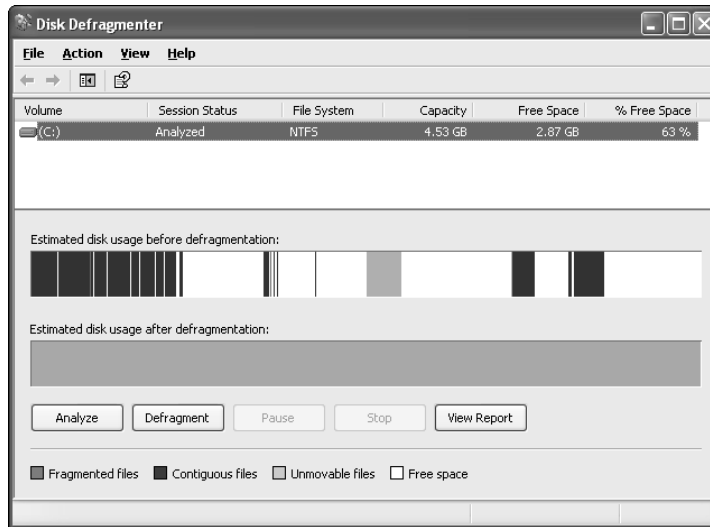 Disk Defragmenter
File Action View Help
Volume Session Status File System Capacity Free Space % Free Space
(C:) Analyzed NTFS 4.53 GB 2.87 GB 63 %
Estimated disk usage before defragmentation:
Estimated disk usage after defragmentation:
Analyze Defragment Pause Stop View Report
Fragmented files Contiguous files Unmovable files Free space